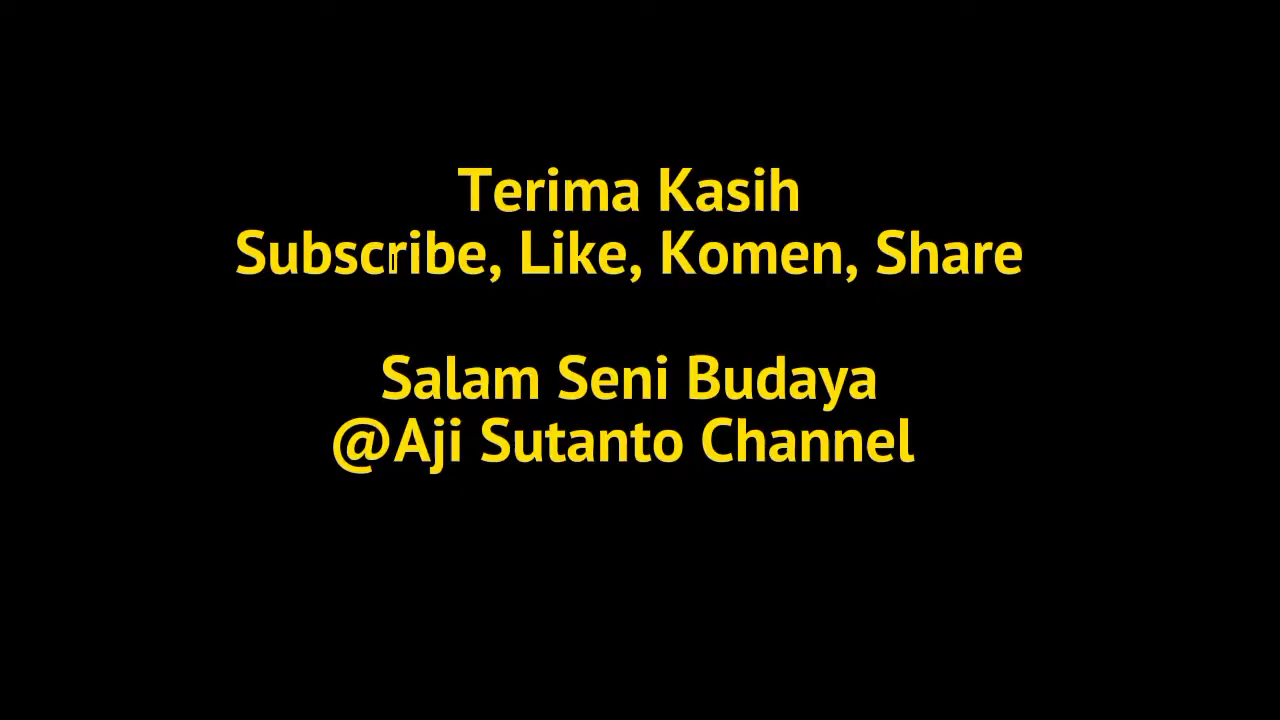 Terima Kasih
Subscribe, Like, Komen, Share
Salam Seni Budaya
@Aji Sutanto Channel